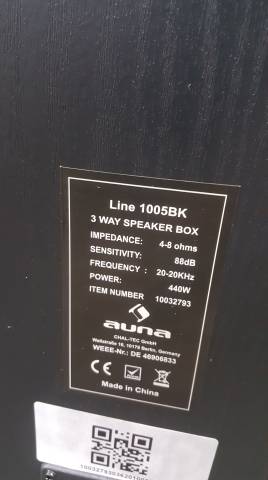 Line 1005BK
3 WAY SPEAKER BOX
IMPEDANCE: 4-8 ohms
SENSITIVITY: 88dB
FREQUENCY : 20-20KHz
POWER: 440W
ITEM NUMBER 10032793
auna
CHAL-TEC GmbH
Wallstraße 16, 10179 Berlin, Germany
WEEE-Nr.: DE 46906833
CE
Made in China